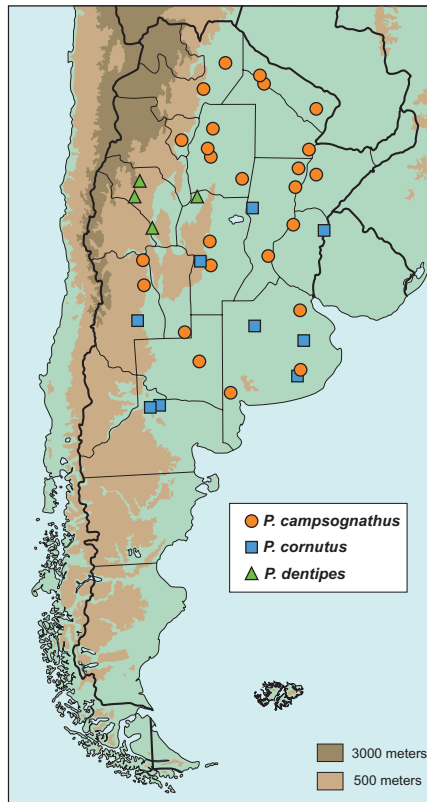 P. campsognathus
P. cornutus
P. dentipes
3000 meters
500 meters